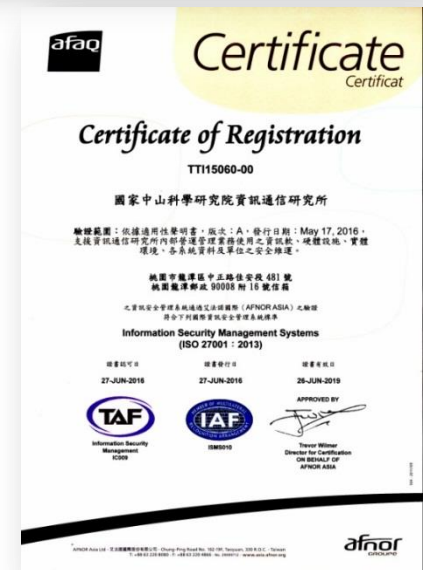 afaq
Certificate
Certificat
Certificate of Registration
TTI15060-00
國家中山科學研究院資訊通信研究所
驗證範圍：依據適用性聲明書，版次：A，發行日期：May 17, 2016，
支援資訊通信研究所內部營運管理業務使用之資訊軟、硬體設施、實體
環境、各系統資料及單位之安全維運。
桃園市龍潭區中正路佳安段 481 號
桃園龍潭郵政 90008 附 16 號信箱
之資訊安全管理系統通過艾法諾國際（AFNOR ASIA）之驗證
符合下列國際資訊安全管理系統標準
Information Security Management Systems
(ISO 27001：2013)
證書認可日 證書發行日 證書有效日
27-JUN-2016 27-JUN-2016 26-JUN-2019
APPROVED BY
TAF
IAF
Information Security
Management
IC009
ISMS010
Trevor Wilmer
Director for Certification
ON BEHALF OF
AFNOR ASIA
afnor
GROUPE